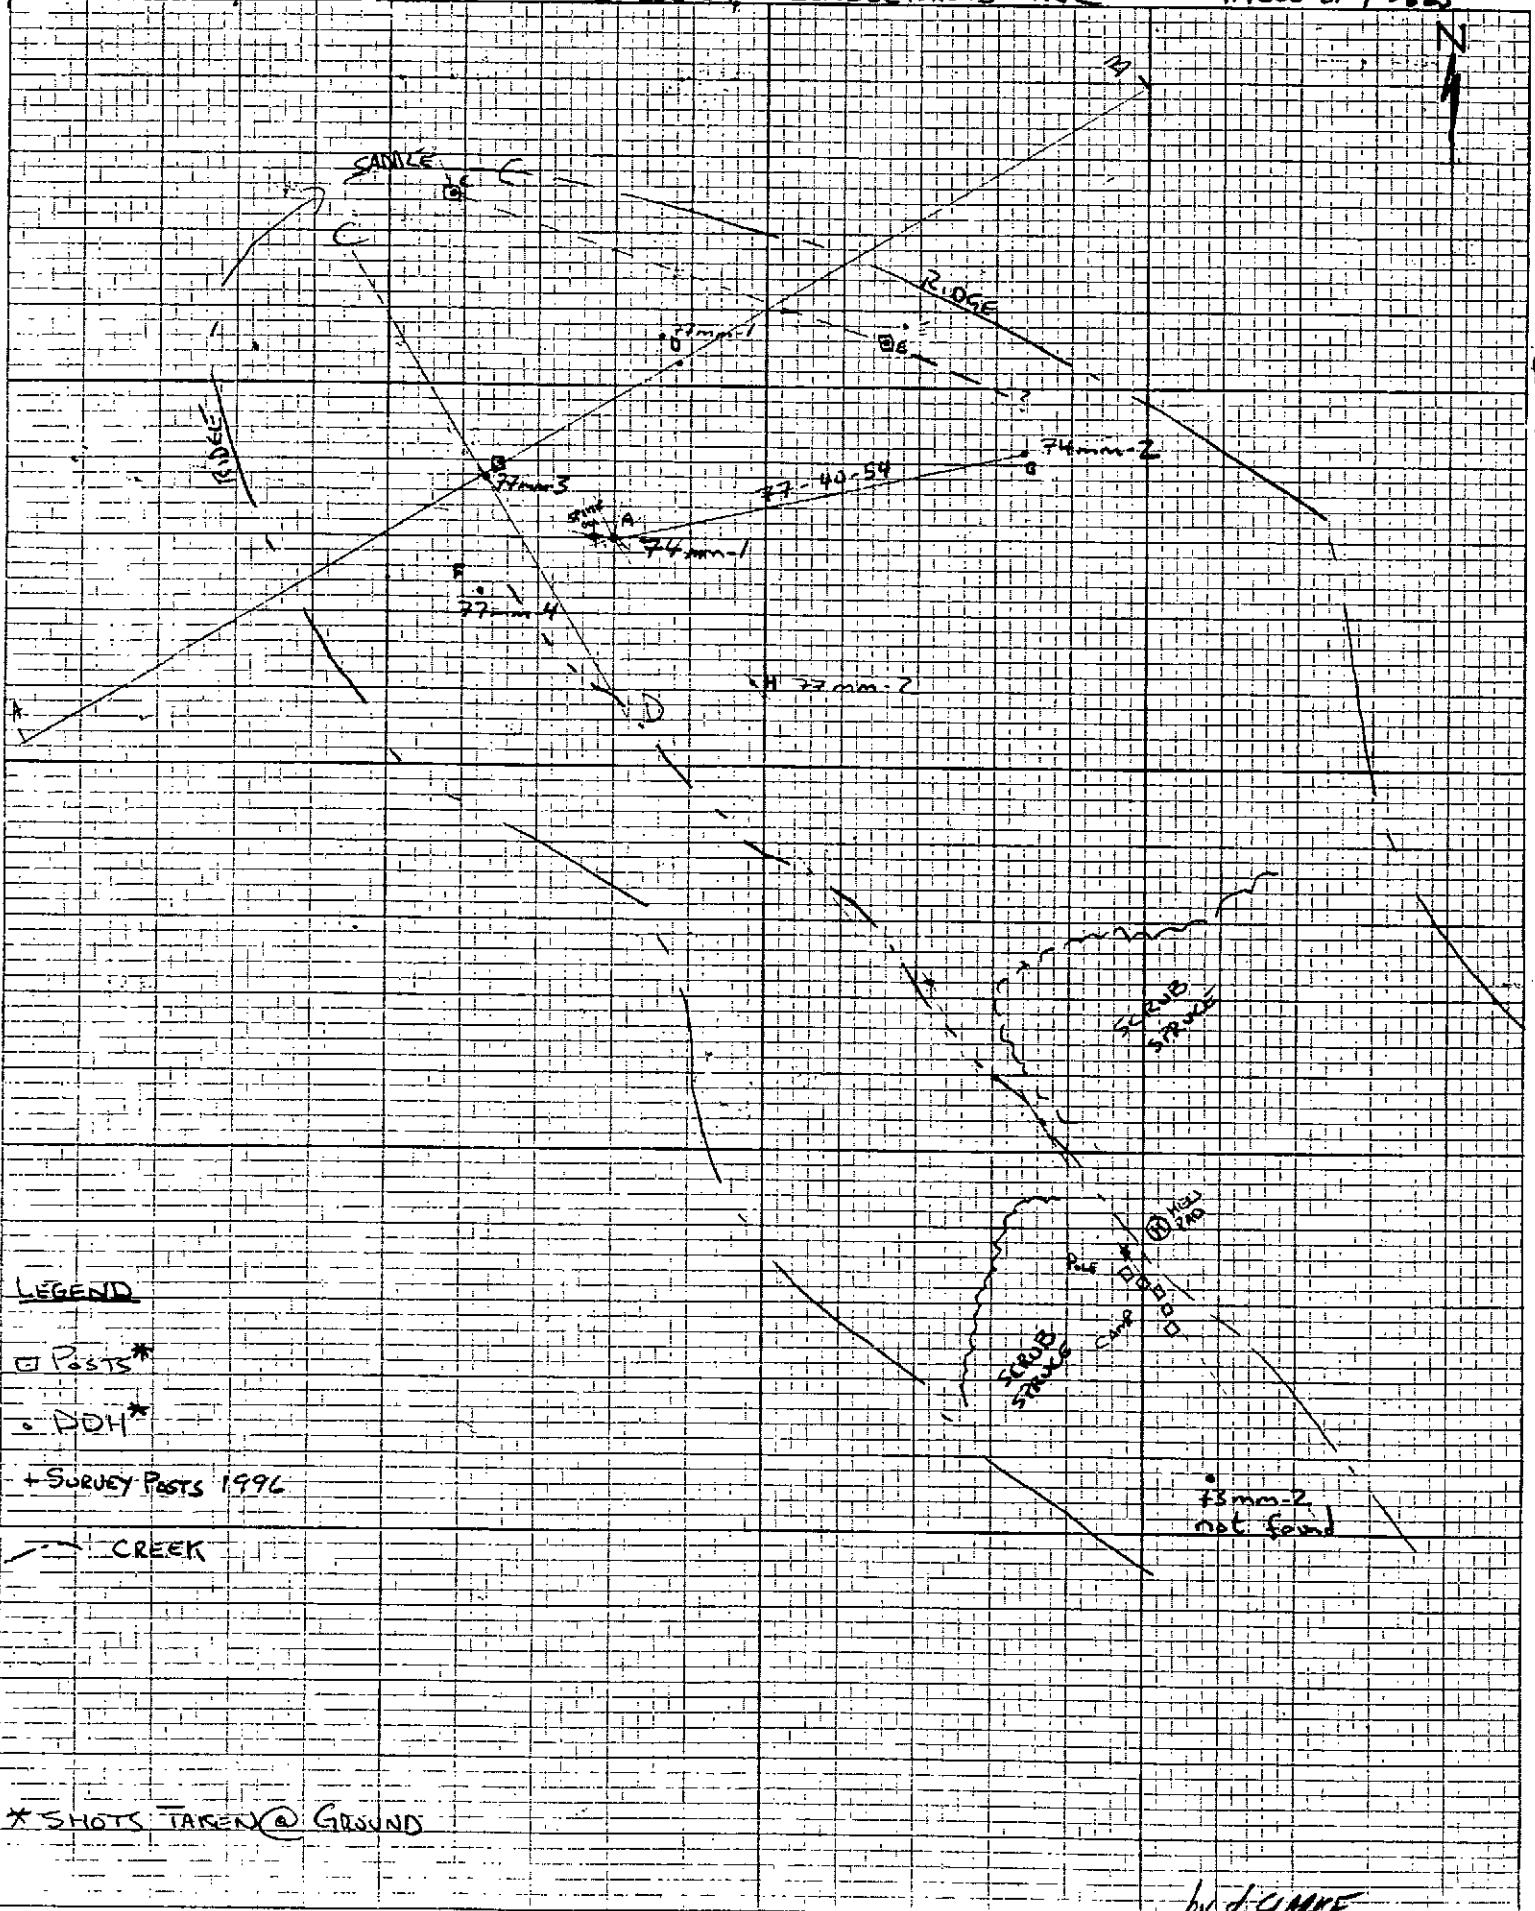 N
B
SADDLE
C
C
RIDGE
77mm-1
D
E
?
RIDGE
74mm-2
B
77-40-54
77mm-3
A
74mm-1
F
77mm-4
H 77mm-2
A
D
SCRUB
SPRUCE
H HELI
PAD
POLE
CAMP
SCRUB
SPRUCE
LEGEND
POSTS*
DDH*
+ SURVEY POSTS 1996
CREEK
73mm-2
not found
* SHOTS TAKEN @ GROUND